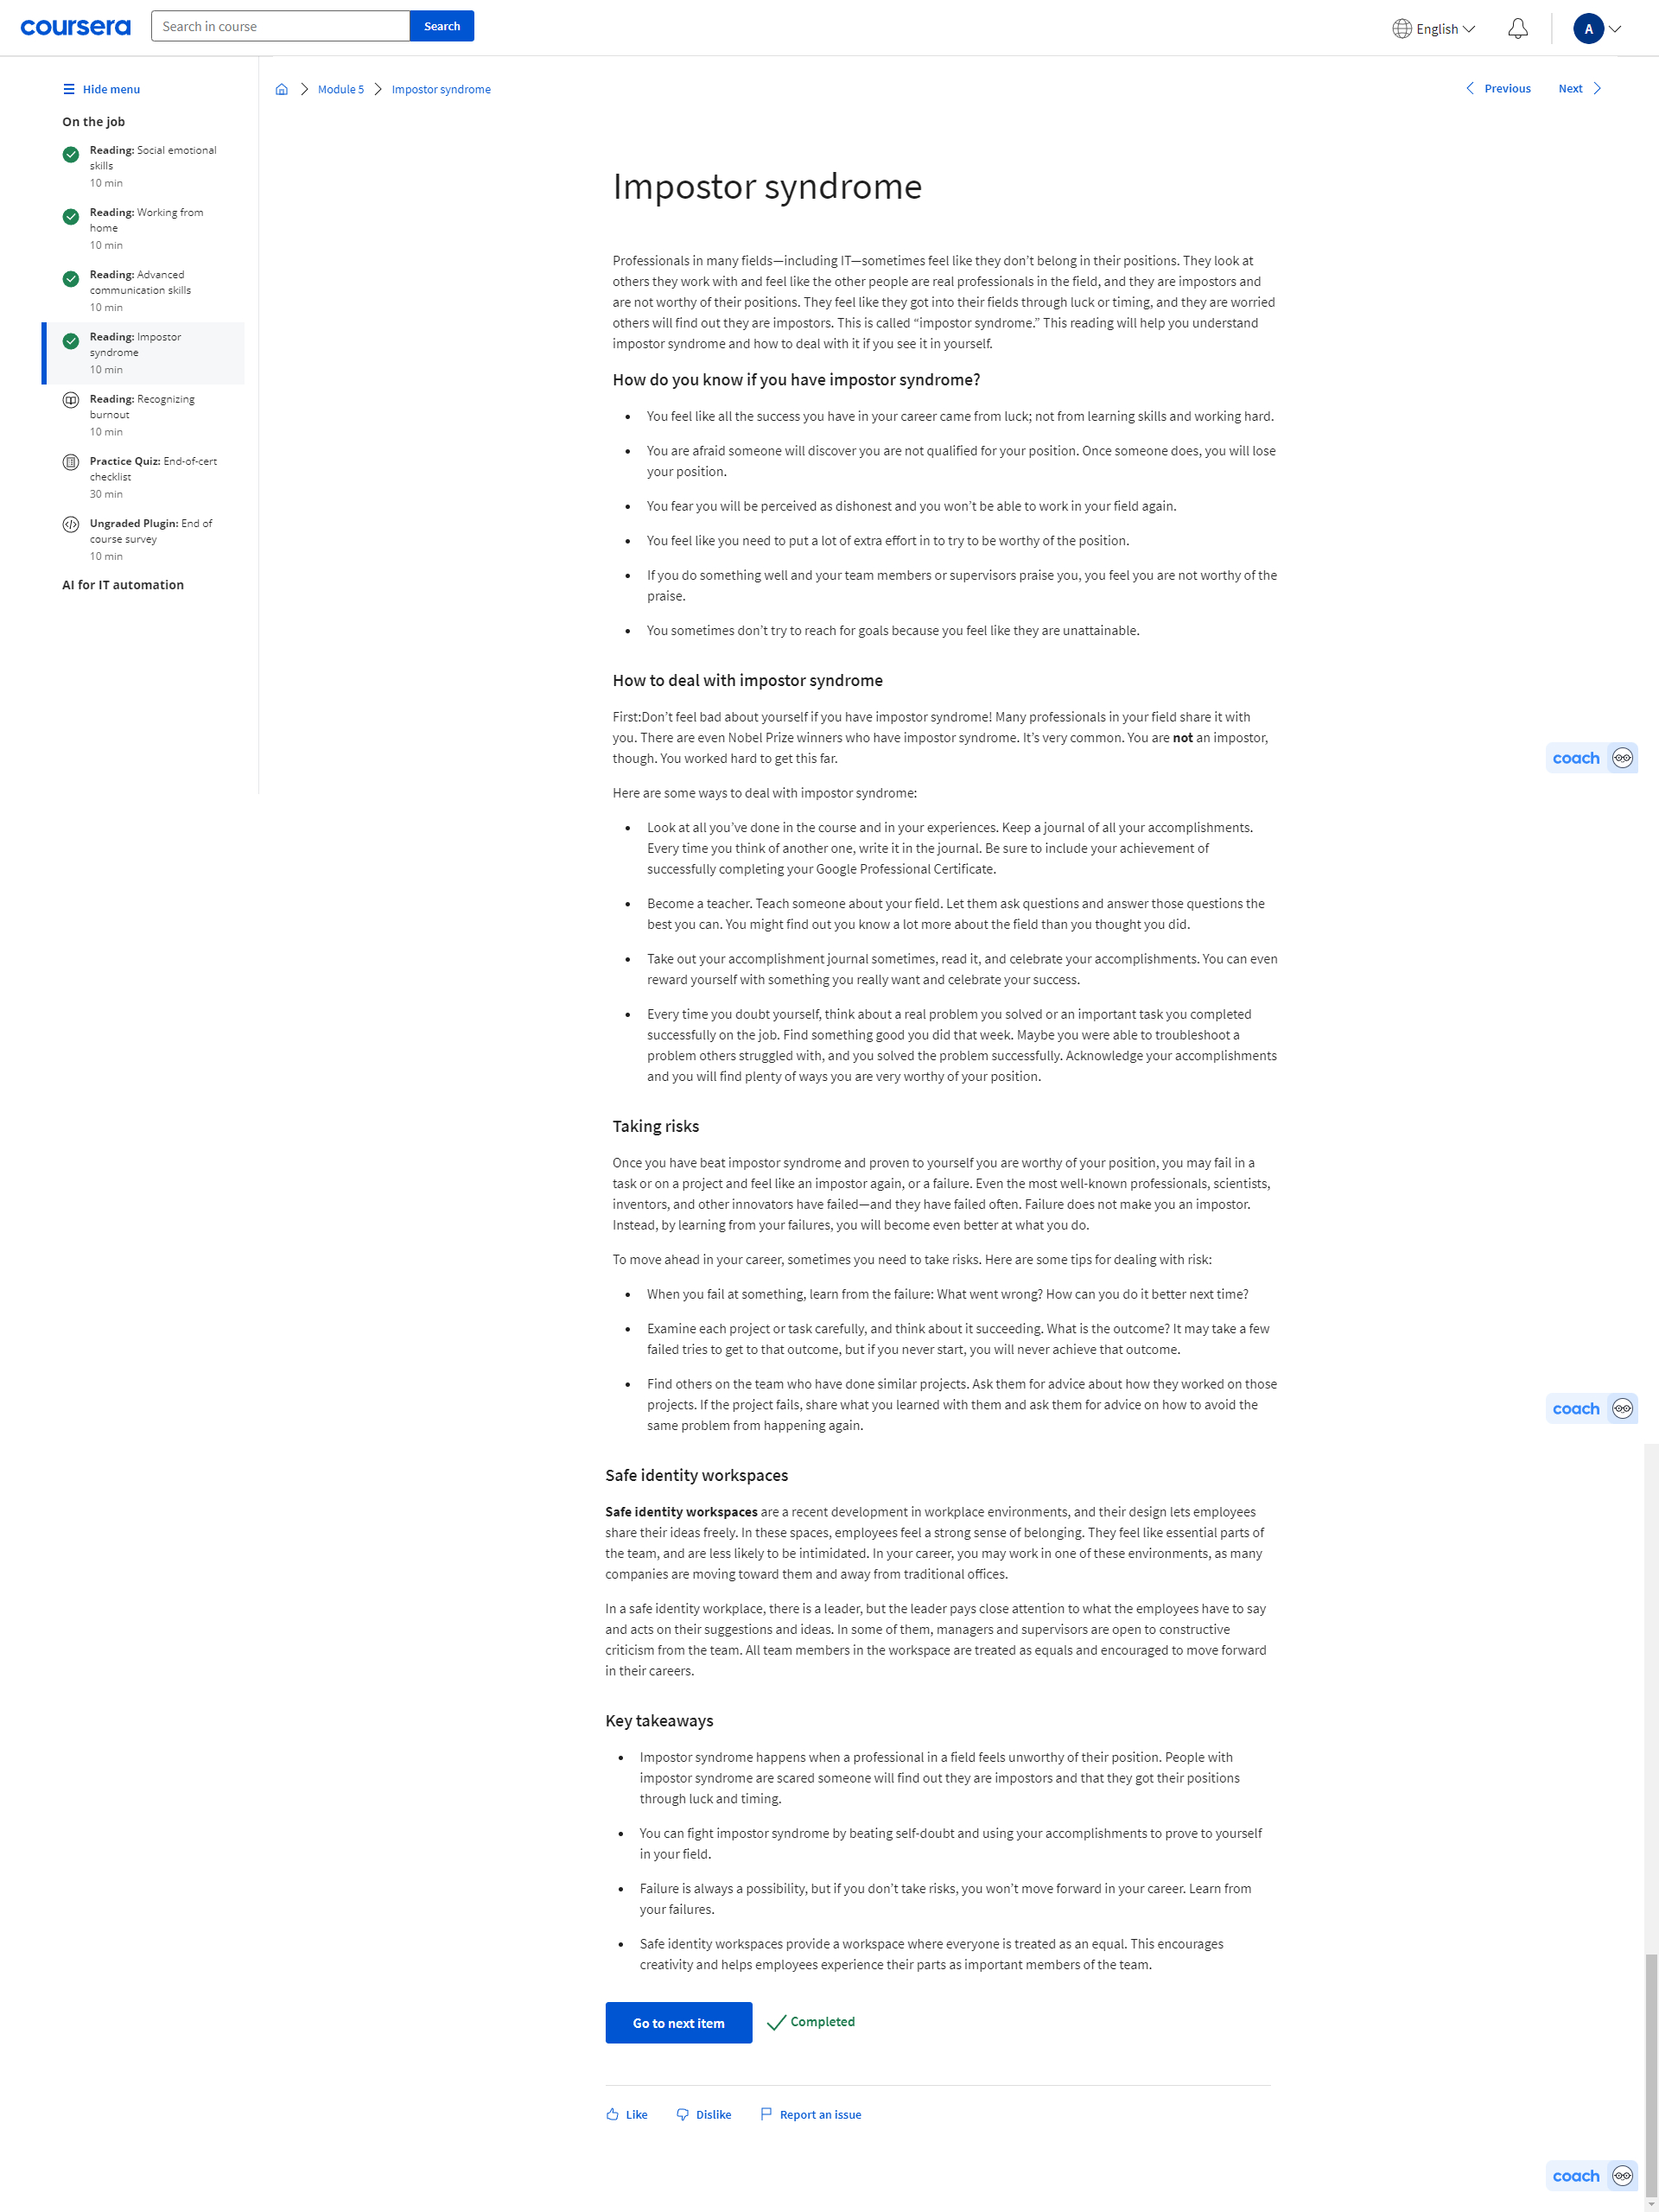 coursera
Search in course
Search
English
A
Hide menu
On the job
Reading: Social emotional
skills
10 min
Reading: Working from
home
10 min
Reading: Advanced
communication skills
10 min
Reading: Impostor
syndrome
10 min
Reading: Recognizing
burnout
10 min
Practice Quiz: End-of-cert
checklist
30 min
Ungraded Plugin: End of
course survey
10 min
AI for IT automation
Module 5
Impostor syndrome
Previous
Next
Impostor syndrome
Professionals in many fields—including IT—sometimes feel like they don’t belong in their positions. They look at
others they work with and feel like the other people are real professionals in the field, and they are impostors and
are not worthy of their positions. They feel like they got into their fields through luck or timing, and they are worried
others will find out they are impostors. This is called “impostor syndrome.” This reading will help you understand
impostor syndrome and how to deal with it if you see it in yourself.
How do you know if you have impostor syndrome?
• You feel like all the success you have in your career came from luck; not from learning skills and working hard.
• You are afraid someone will discover you are not qualified for your position. Once someone does, you will lose
your position.
• You fear you will be perceived as dishonest and you won’t be able to work in your field again.
• You feel like you need to put a lot of extra effort in to try to be worthy of the position.
• If you do something well and your team members or supervisors praise you, you feel you are not worthy of the
praise.
• You sometimes don’t try to reach for goals because you feel like they are unattainable.
How to deal with impostor syndrome
First:Don’t feel bad about yourself if you have impostor syndrome! Many professionals in your field share it with
you. There are even Nobel Prize winners who have impostor syndrome. It’s very common. You are not an impostor,
though. You worked hard to get this far.
Here are some ways to deal with impostor syndrome:
• Look at all you’ve done in the course and in your experiences. Keep a journal of all your accomplishments.
Every time you think of another one, write it in the journal. Be sure to include your achievement of
successfully completing your Google Professional Certificate.
• Become a teacher. Teach someone about your field. Let them ask questions and answer those questions the
best you can. You might find out you know a lot more about the field than you thought you did.
• Take out your accomplishment journal sometimes, read it, and celebrate your accomplishments. You can even
reward yourself with something you really want and celebrate your success.
• Every time you doubt yourself, think about a real problem you solved or an important task you completed
successfully on the job. Find something good you did that week. Maybe you were able to troubleshoot a
problem others struggled with, and you solved the problem successfully. Acknowledge your accomplishments
and you will find plenty of ways you are very worthy of your position.
coach
Taking risks
Once you have beat impostor syndrome and proven to yourself you are worthy of your position, you may fail in a
task or on a project and feel like an impostor again, or a failure. Even the most well-known professionals, scientists,
inventors, and other innovators have failed—and they have failed often. Failure does not make you an impostor.
Instead, by learning from your failures, you will become even better at what you do.
To move ahead in your career, sometimes you need to take risks. Here are some tips for dealing with risk:
• When you fail at something, learn from the failure: What went wrong? How can you do it better next time?
• Examine each project or task carefully, and think about it succeeding. What is the outcome? It may take a few
failed tries to get to that outcome, but if you never start, you will never achieve that outcome.
• Find others on the team who have done similar projects. Ask them for advice about how they worked on those
projects. If the project fails, share what you learned with them and ask them for advice on how to avoid the
same problem from happening again.
coach
Safe identity workspaces
Safe identity workspaces are a recent development in workplace environments, and their design lets employees
share their ideas freely. In these spaces, employees feel a strong sense of belonging. They feel like essential parts of
the team, and are less likely to be intimidated. In your career, you may work in one of these environments, as many
companies are moving toward them and away from traditional offices.
In a safe identity workplace, there is a leader, but the leader pays close attention to what the employees have to say
and acts on their suggestions and ideas. In some of them, managers and supervisors are open to constructive
criticism from the team. All team members in the workspace are treated as equals and encouraged to move forward
in their careers.
Key takeaways
• Impostor syndrome happens when a professional in a field feels unworthy of their position. People with
impostor syndrome are scared someone will find out they are impostors and that they got their positions
through luck and timing.
• You can fight impostor syndrome by beating self-doubt and using your accomplishments to prove to yourself
in your field.
• Failure is always a possibility, but if you don’t take risks, you won’t move forward in your career. Learn from
your failures.
• Safe identity workspaces provide a workspace where everyone is treated as an equal. This encourages
creativity and helps employees experience their parts as important members of the team.
Go to next item
Completed
Like
Dislike
Report an issue
coach